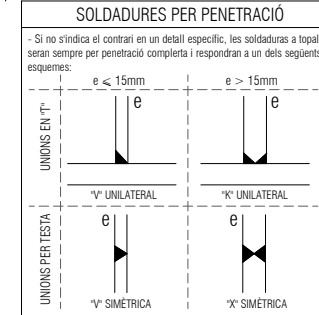 SOLDADURES PER PENETRACIÓ
- Si no s'indica el contrari en un detall específic, les soldadures a topall
seran sempre per penetració complerta i respondran a un dels següents
esquemes:
e ⩽ 15mm
e > 15mm
UNIONS EN "T"
e
e
"V" UNILATERAL
"K" UNILATERAL
UNIONS PER TESTA
e
e
"V" SIMÈTRICA
"X" SIMÈTRICA